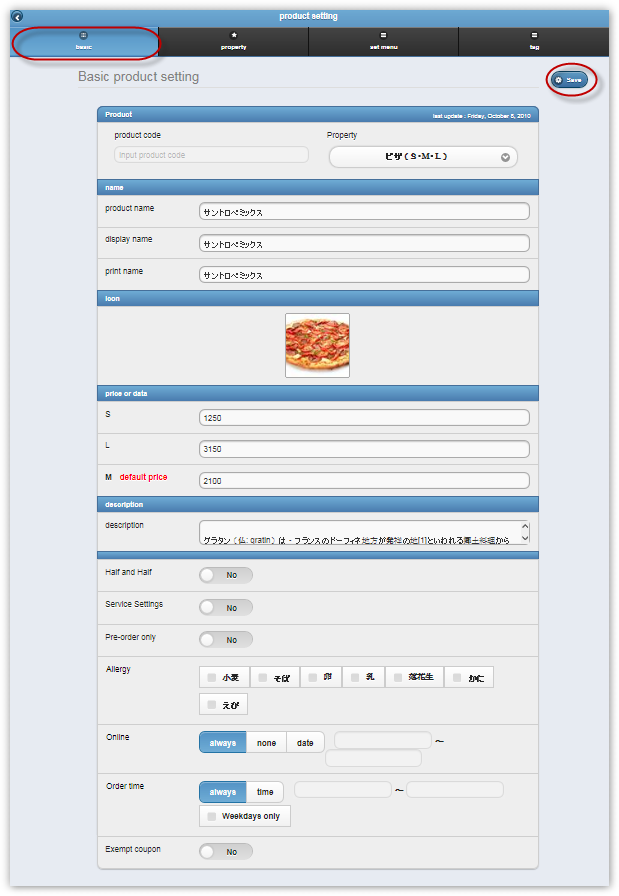 product setting
basic property set menu tag
Basic product setting
Save
Product last update : Friday, October 8, 2010
product code Property
Input product code ピザ ( S・M・L )
name
product name サントロペミックス
display name サントロペミックス
print name サントロペミックス
Icon
price or data
S 1250
L 3150
M default price 2100
description
description グラタン (仏: gratin) は・フランスのドーフィネ地方が発祥の地[1]といわれる郷土料理から
Half and Half No
Service Settings No
Pre-order only No
Allergy 小麦 そば 卵 乳 落花生 かに
えび
Online always none date ～
Order time always time ～
Weekdays only
Exempt coupon No